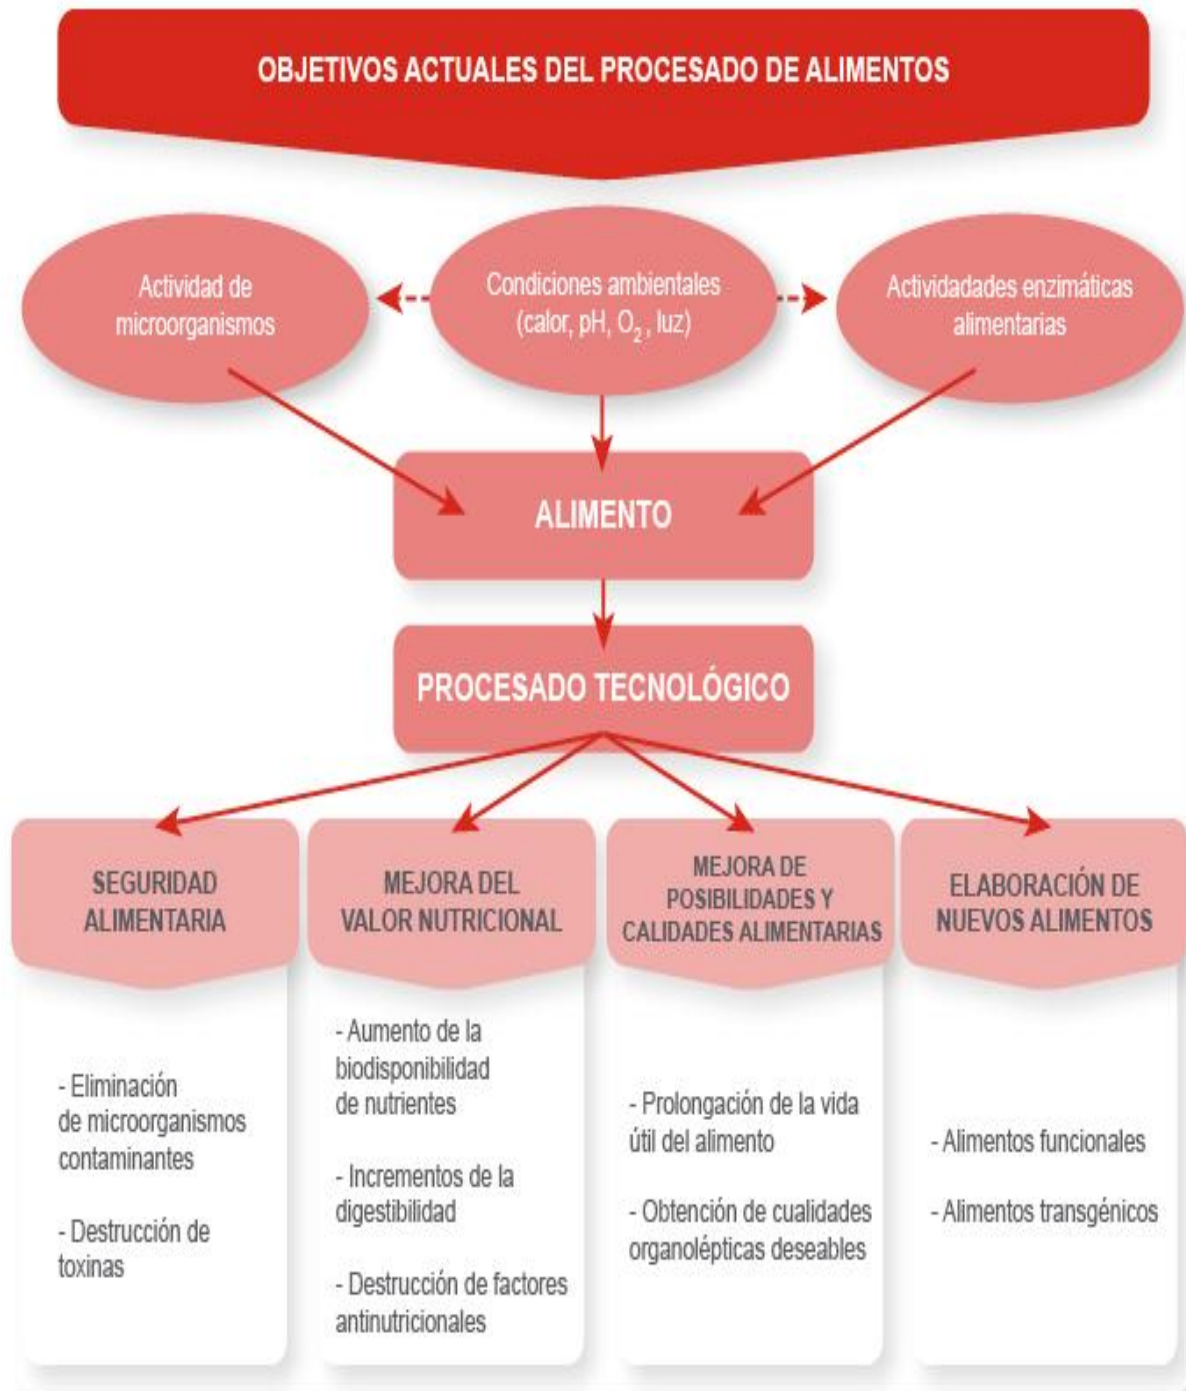 OBJETIVOS ACTUALES DEL PROCESADO DE ALIMENTOS
Actividad de
microorganismos
Condiciones ambientales
(calor, pH, O₂ , luz)
Actividadades enzimáticas
alimentarias
ALIMENTO
PROCESADO TECNOLÓGICO
SEGURIDAD
ALIMENTARIA
- Eliminación
de microorganismos
contaminantes
- Destrucción de
toxinas
MEJORA DEL
VALOR NUTRICIONAL
- Aumento de la
biodisponibilidad
de nutrientes
- Incrementos de la
digestibilidad
- Destrucción de factores
antinutricionales
MEJORA DE
POSIBILIDADES Y
CALIDADES ALIMENTARIAS
- Prolongación de la vida
útil del alimento
- Obtención de cualidades
organolépticas deseables
ELABORACIÓN DE
NUEVOS ALIMENTOS
- Alimentos funcionales
- Alimentos transgénicos